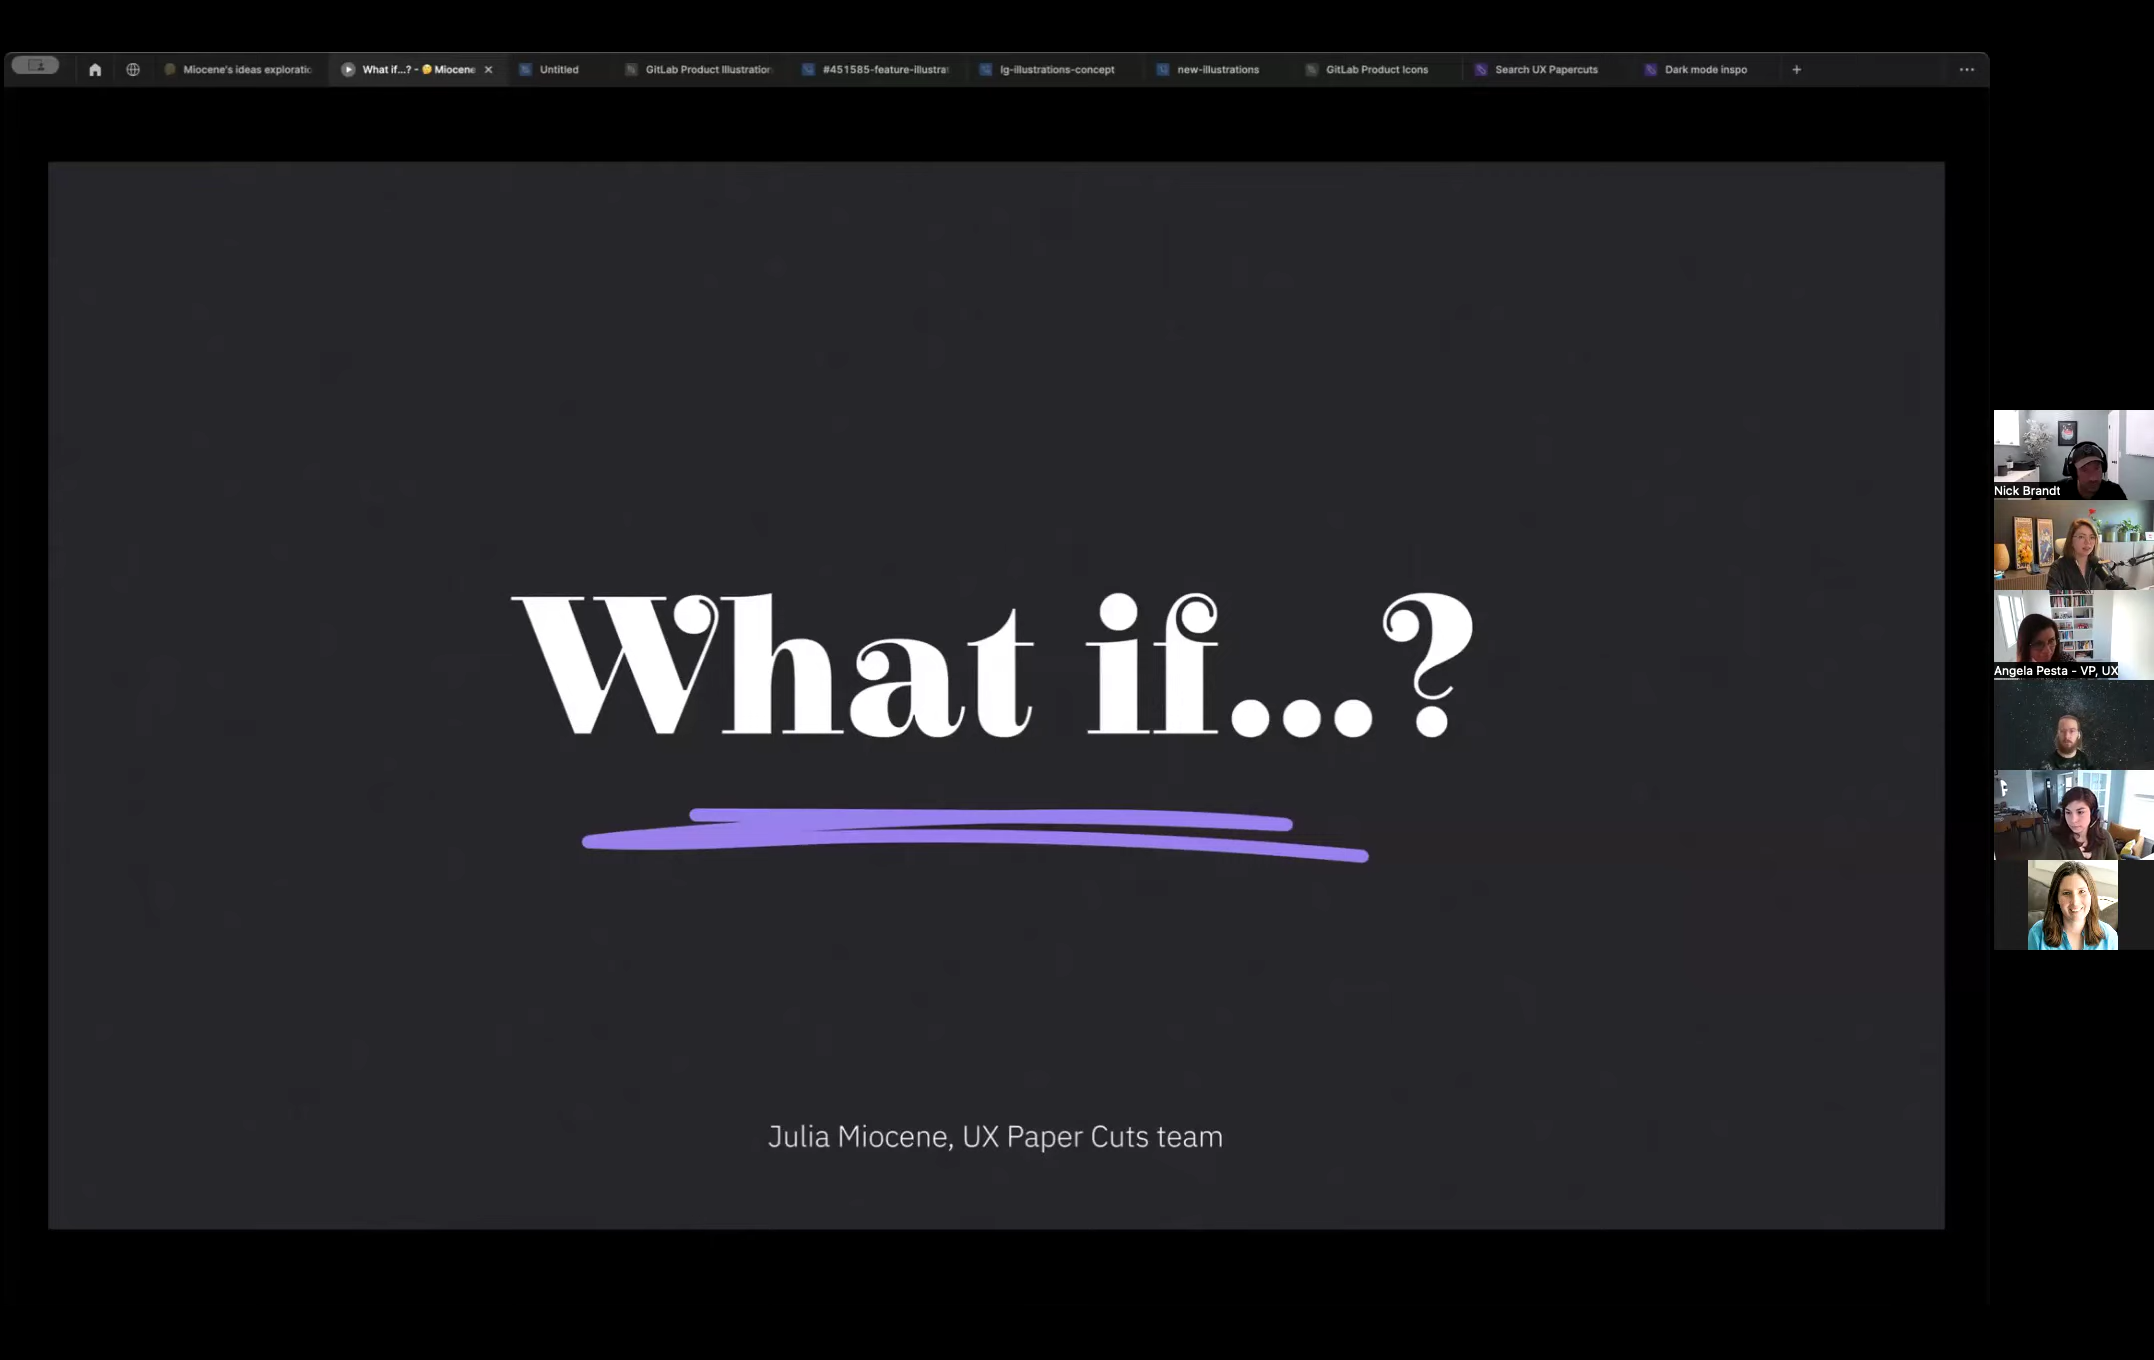 Miocene's ideas exploratic
What if...? - 🤔 Miocene
Untitled
GitLab Product Illustration
#451585-feature-illustra
lg-illustrations-concept
new-illustrations
GitLab Product Icons
Search UX Papercuts
Dark mode inspo
What if...?
Julia Miocene, UX Paper Cuts team
Nick Brandt
Angela Pesta - VP, UX